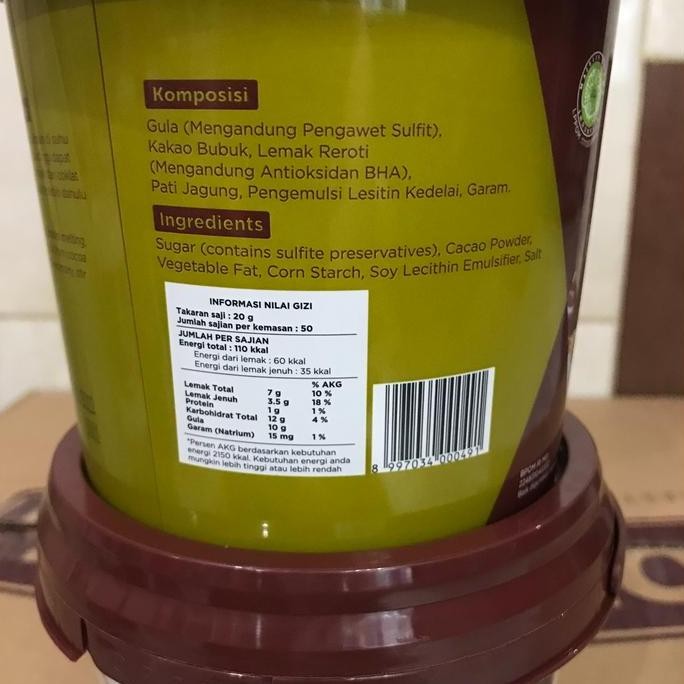 Komposisi
Gula (Mengandung Pengawet Sulfit),
Kakao Bubuk, Lemak Reroti
(Mengandung Antioksidan BHA),
Pati Jagung, Pengemulsi Lesitin Kedelai, Garam.
Ingredients
Sugar (contains sulfite preservatives), Cacao Powder,
Vegetable Fat, Corn Starch, Soy Lecithin Emulsifier, Salt
INFORMASI NILAI GIZI
Takaran saji : 20 g
Jumlah sajian per kemasan : 50
JUMLAH PER SAJIAN
Energi total : 110 kkal
Energi dari lemak : 60 kkal
Energi dari lemak jenuh : 35 kkal
% AKG
Lemak Total 7 g 10 %
Lemak Jenuh 3.5 g 18 %
Protein 1 g 1 %
Karbohidrat Total 12 g 4 %
Gula 10 g
Garam (Natrium) 15 mg 1 %
*Persen AKG berdasarkan kebutuhan
energi 2150 kkal. Kebutuhan energi anda
mungkin lebih tinggi atau lebih rendah
8 997034 000491